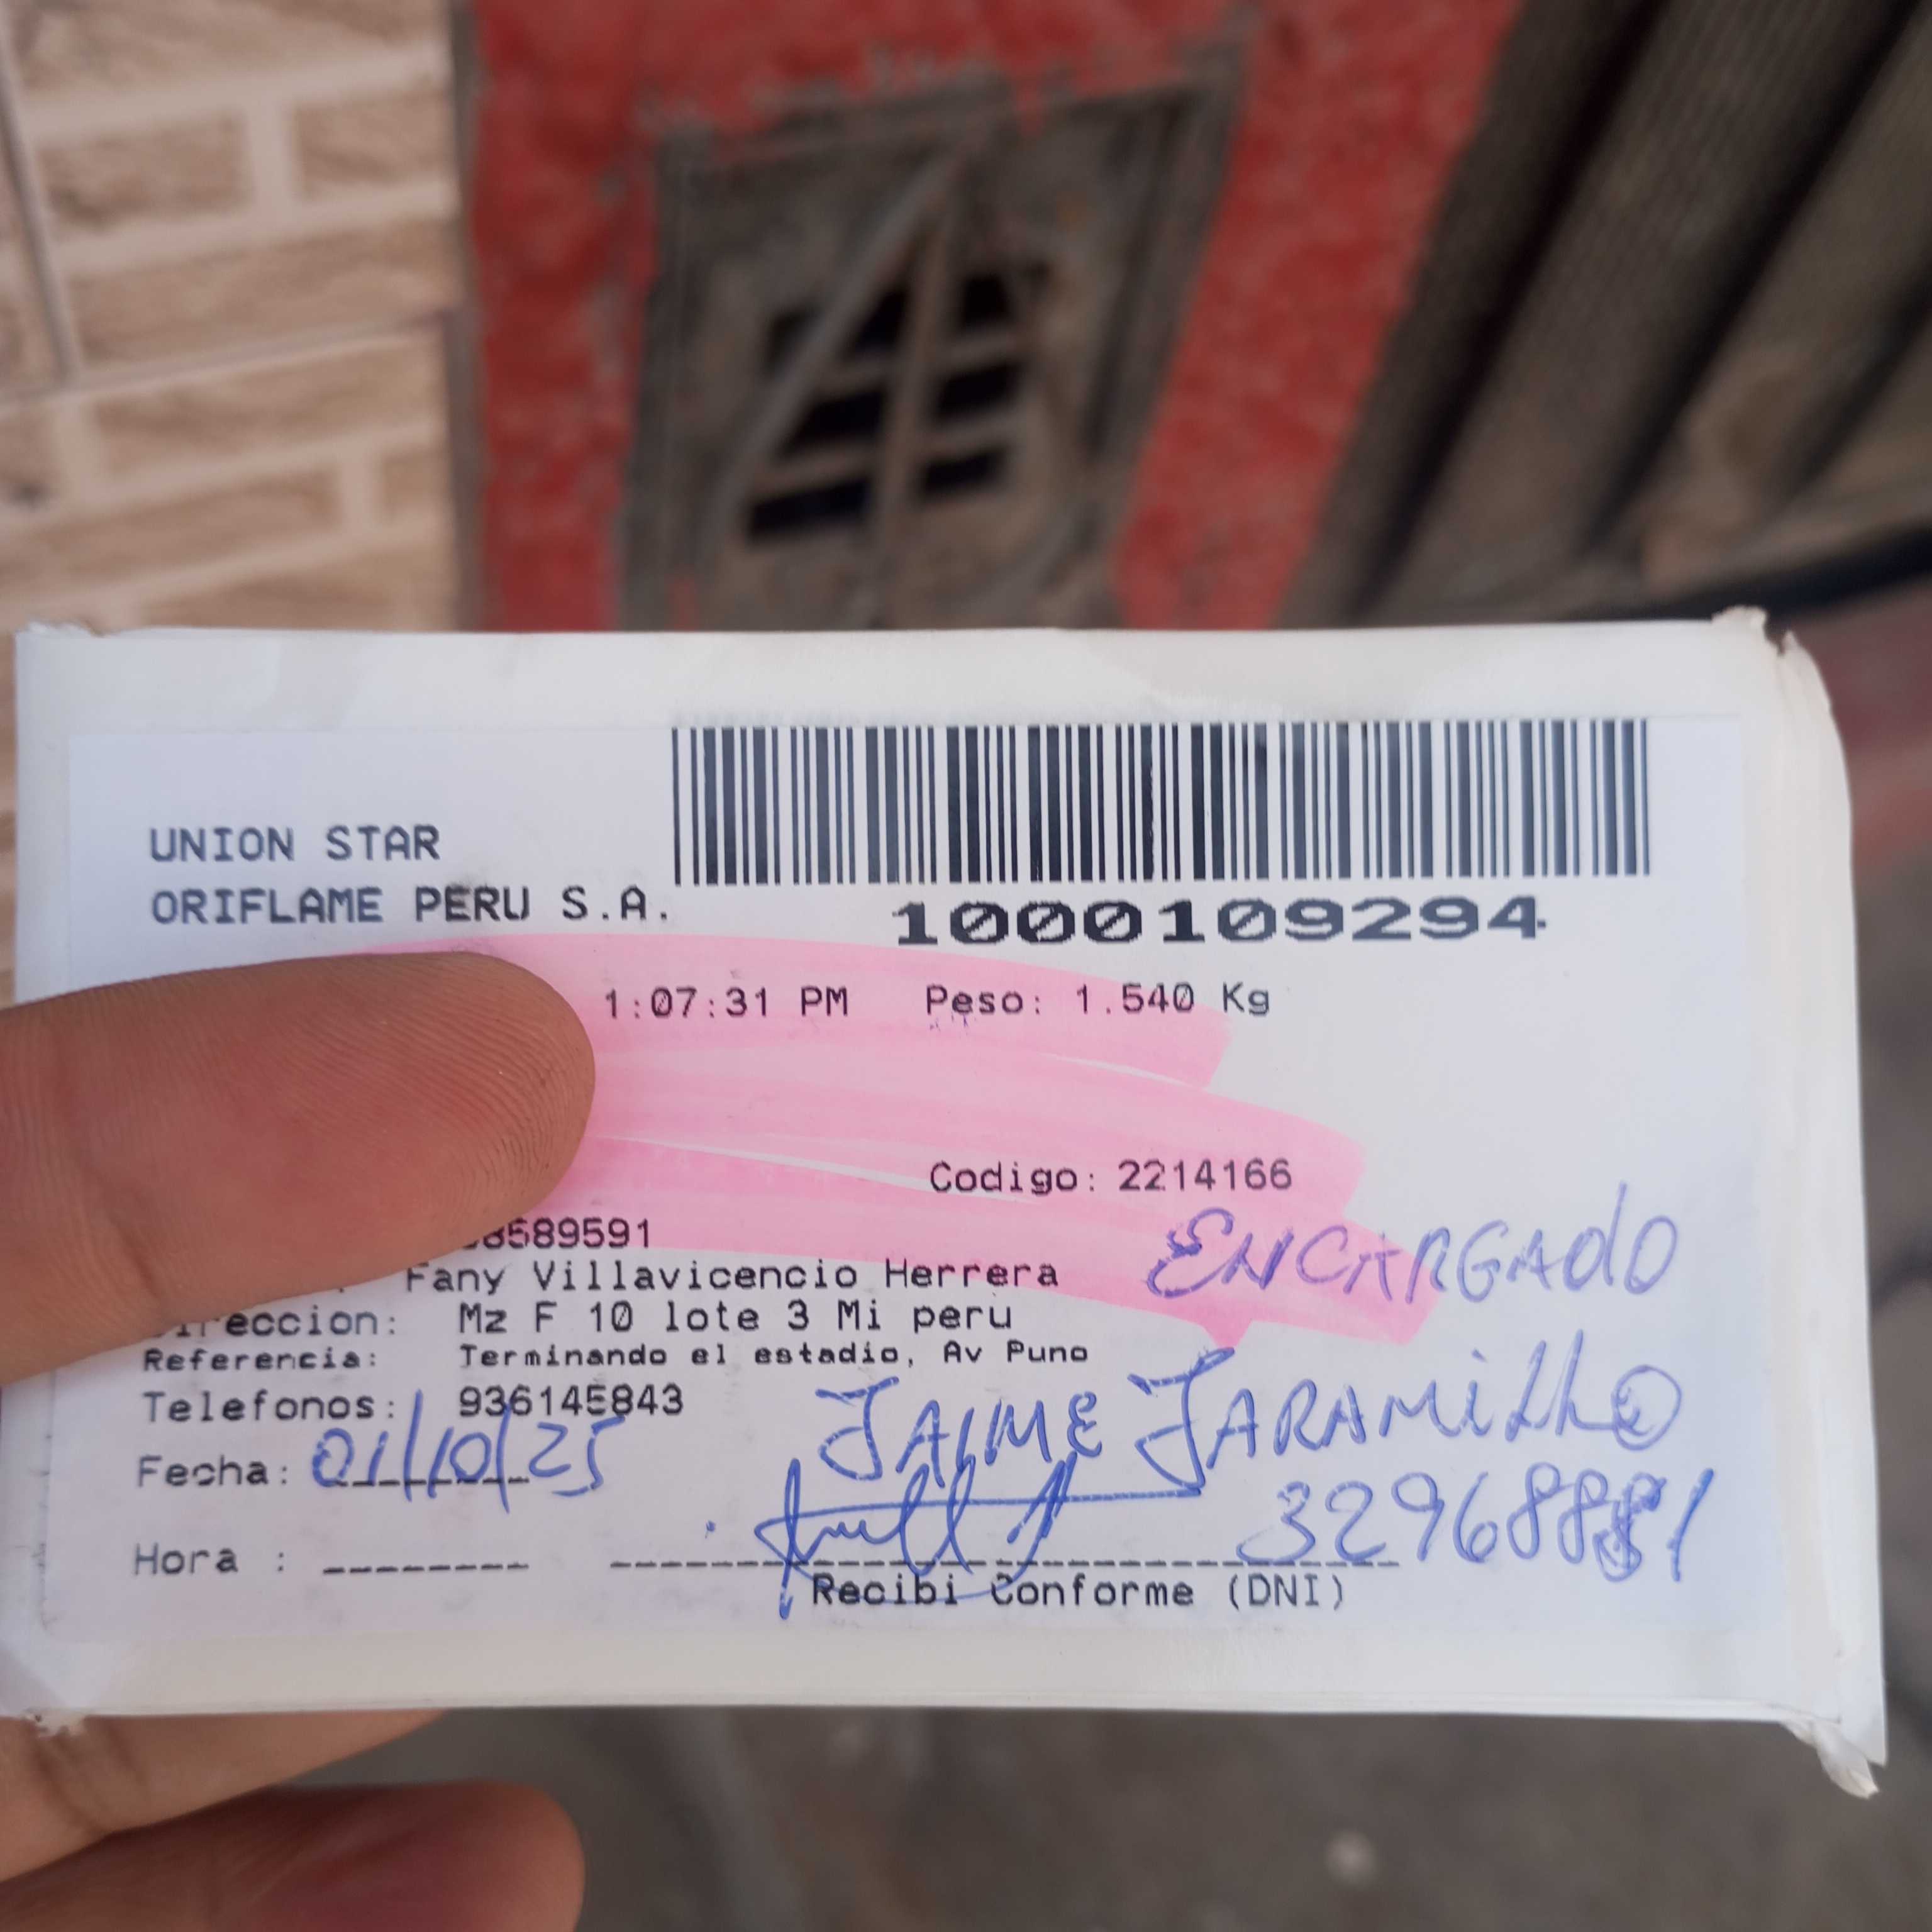 UNION STAR
ORIFLAME PERU S.A.
1000109294
1:07:31 PM Peso: 1.540 Kg
Codigo: 2214166
8589591
Fany Villavicencio Herrera
ENCARGADO
Direccion: Mz F 10 lote 3 Mi peru
Referencia: Terminando el estadio, Av Puno
Telefonos: 936145843
JAIME JARAMILLO
Fecha: 01/10/25
32968881
Hora :
Recibi Conforme (DNI)